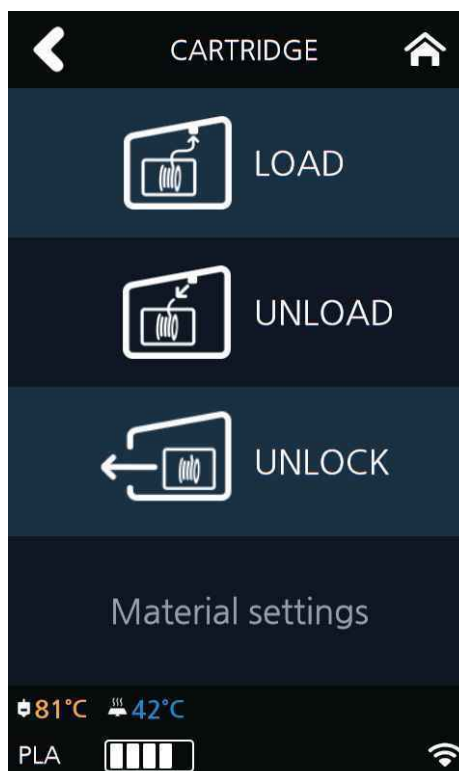 CARTRIDGE
LOAD
UNLOAD
UNLOCK
Material settings
81°C 42°C
PLA